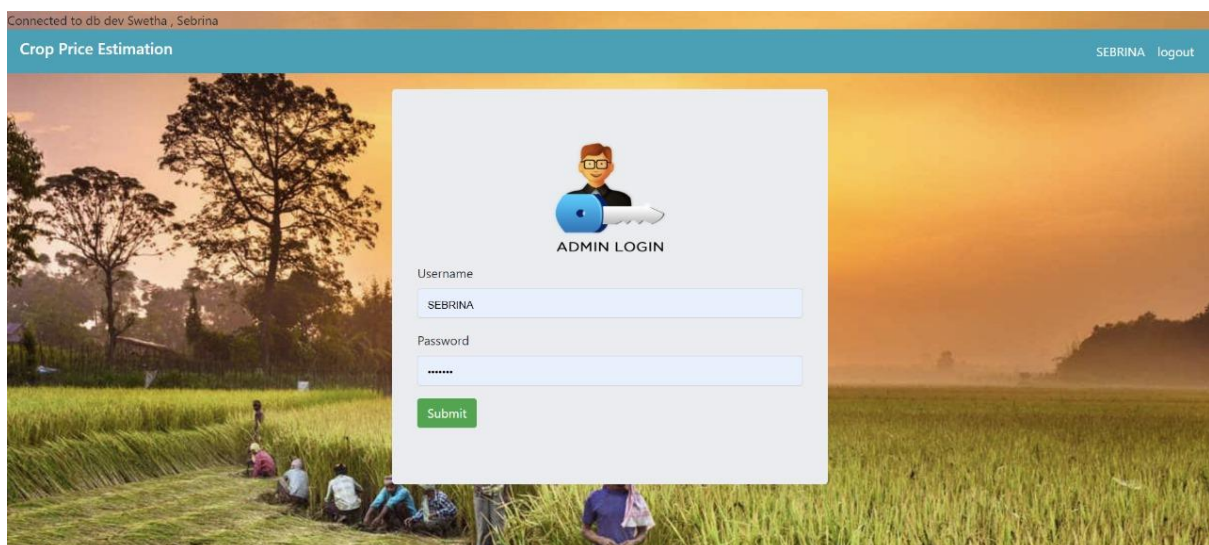 Connected to db dev Swetha , Sebrina
Crop Price Estimation SEBRINA logout
ADMIN LOGIN
Username
SEBRINA
Password
•••••••
Submit